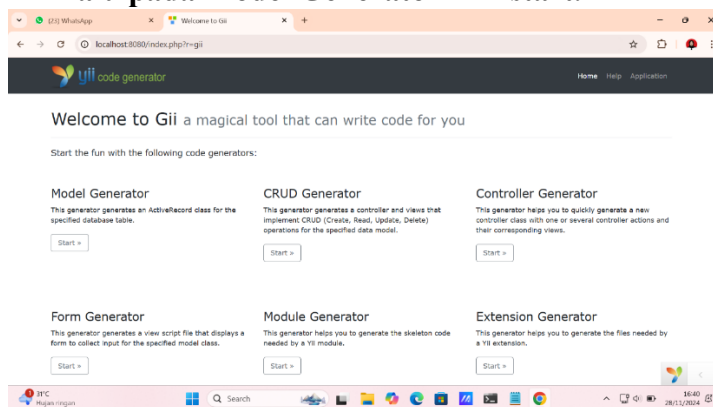 (23) WhatsApp
Welcome to Gii
localhost:8080/index.php?r=gii
yii code generator
Home Help Application
Welcome to Gii a magical tool that can write code for you
Start the fun with the following code generators:
Model Generator
This generator generates an ActiveRecord class for the
specified database table.
Start »
CRUD Generator
This generator generates a controller and views that
implement CRUD (Create, Read, Update, Delete)
operations for the specified data model.
Start »
Controller Generator
This generator helps you to quickly generate a new
controller class with one or several controller actions and
their corresponding views.
Start »
Form Generator
This generator generates a view script file that displays a
form to collect input for the specified model class.
Start »
Module Generator
This generator helps you to generate the skeleton code
needed by a Yii module.
Start »
Extension Generator
This generator helps you to generate the files needed by
a Yii extension.
Start »
31°C
Hujan ringan
Search
16:40
28/11/2024